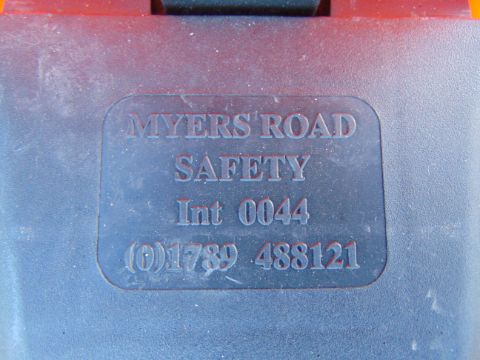 MYERS ROAD
SAFETY
Int 0044
(0)1789 488121